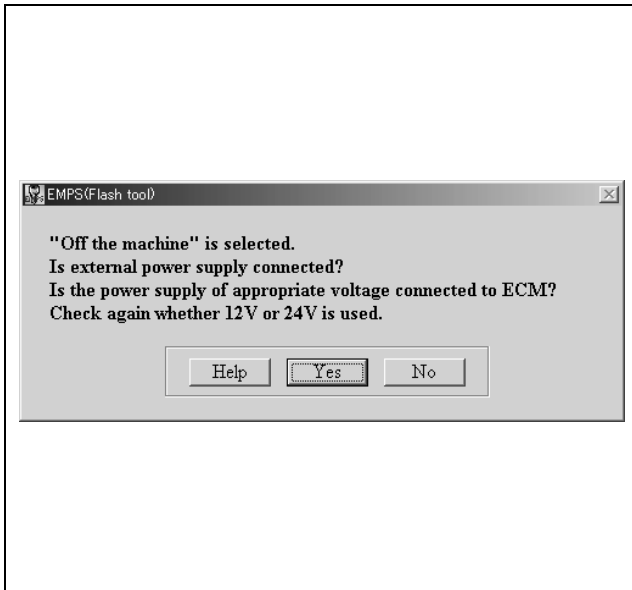 EMPS(Flash tool)
"Off the machine" is selected.
Is external power supply connected?
Is the power supply of appropriate voltage connected to ECM?
Check again whether 12V or 24V is used.
Help Yes No